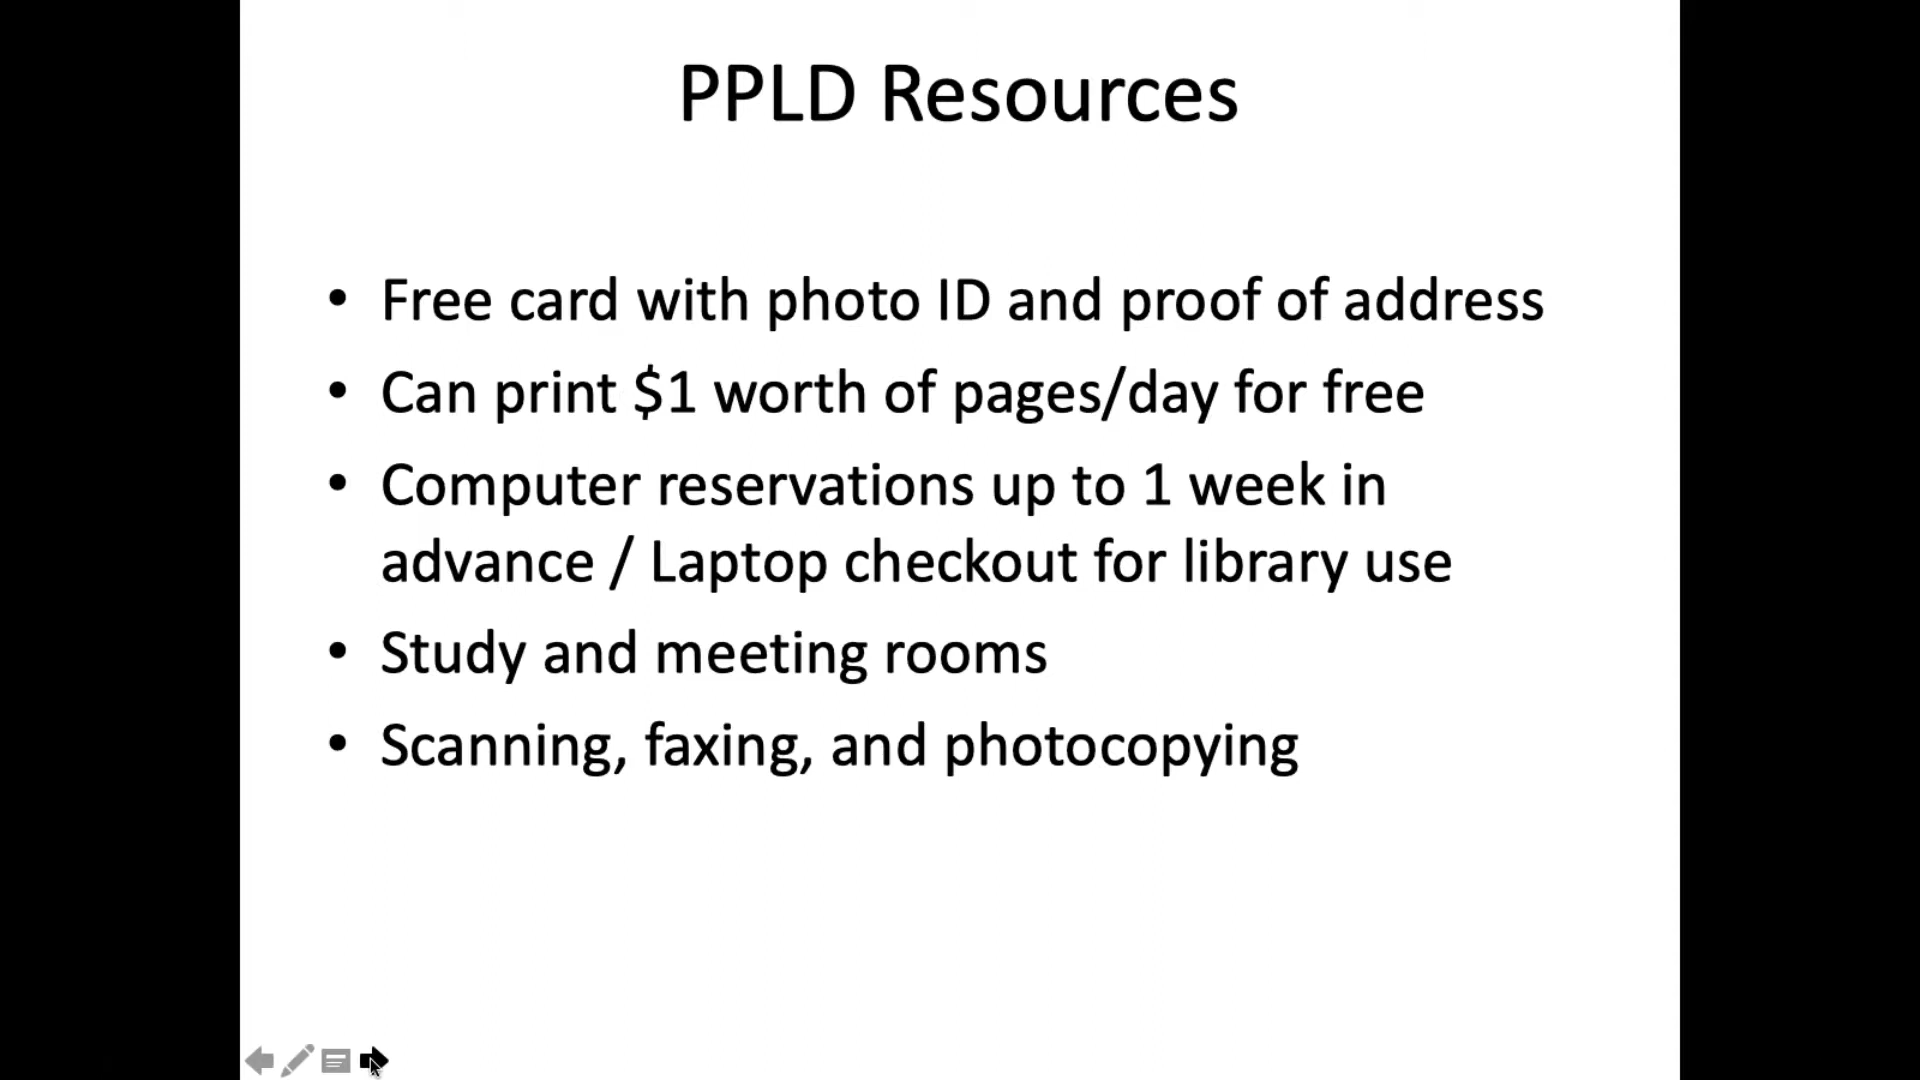 PPLD Resources
• Free card with photo ID and proof of address
• Can print $1 worth of pages/day for free
• Computer reservations up to 1 week in
advance / Laptop checkout for library use
• Study and meeting rooms
• Scanning, faxing, and photocopying